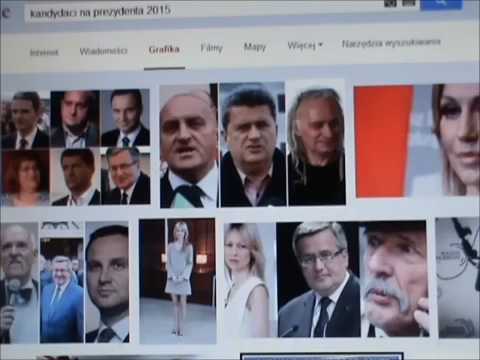 kandydaci na prezydenta 2015
Internet Wiadomości Grafika Filmy Mapy Więcej Narzędzia wyszukiwania